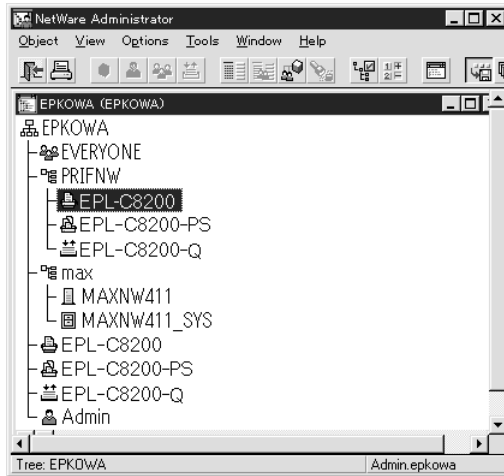 NetWare Administrator
Object View Options Tools Window Help
EPKOWA (EPKOWA)
EPKOWA
EVERYONE
PRIFNW
EPL-C8200
EPL-C8200-PS
EPL-C8200-Q
max
MAXNW411
MAXNW411_SYS
EPL-C8200
EPL-C8200-PS
EPL-C8200-Q
Admin
Tree: EPKOWA Admin.epkowa